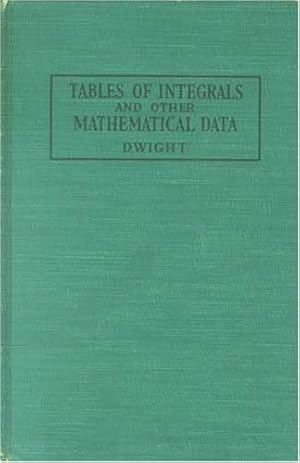 TABLES OF INTEGRALS
AND OTHER
MATHEMATICAL DATA
DWIGHT